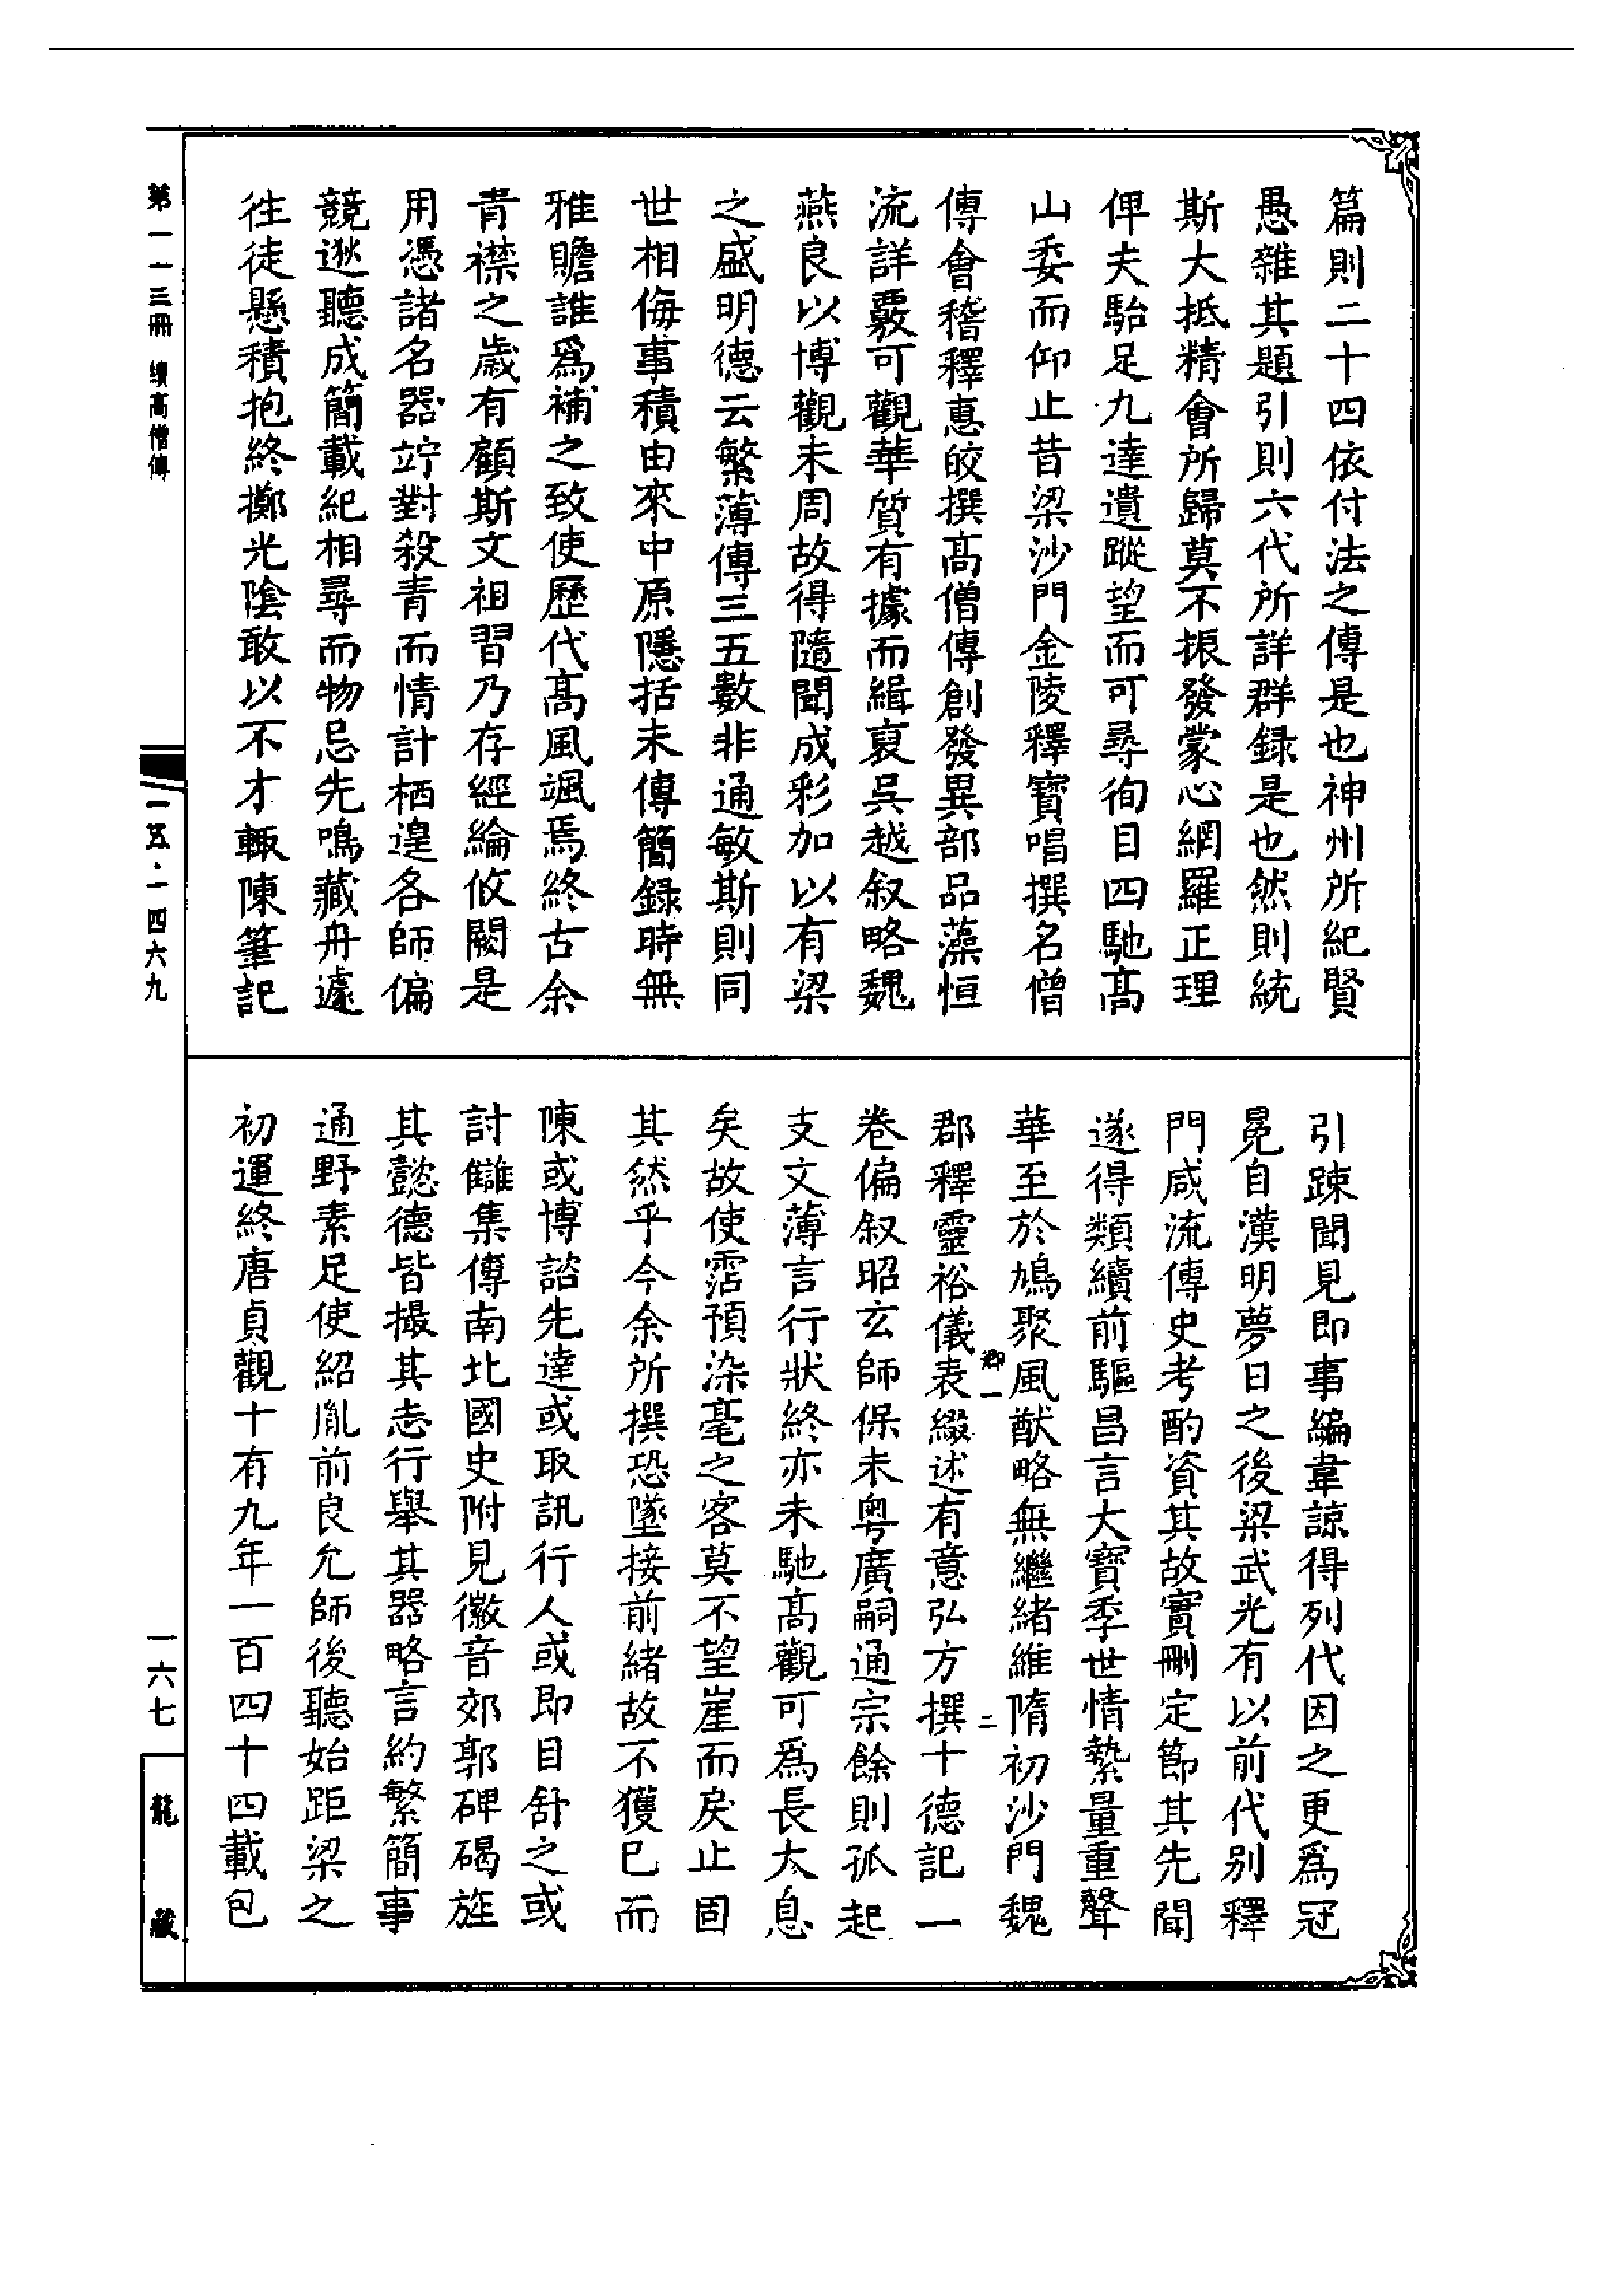 篇則二十四依付法之傳是也神州所紀賢
愚雜其題引則六代所詳群録是也然則統
斯大抵精會所歸莫不振發蒙心網羅正理
俾夫駘足九達遺蹤望而可尋徇目四馳髙
山委而仰止昔梁沙門金陵釋寶唱撰名僧
傳會稽釋惠皎撰髙僧傳創發異部品藻恒
流詳覈可觀華質有據而緝裒吳越叙略魏
燕良以博觀未周故得隨聞成彩加以有梁
之盛明德云繁薄傳三五數非通敏斯則同
世相侮事積由來中原隱括未傳簡録時無
雅贍誰爲補之致使歷代髙風颯焉終古余
青襟之歲有顧斯文祖習乃存經綸攸闕是
用憑諸名器竚對殺青而情計栖遑各師偏
競逖聽成簡載紀相尋而物忌先鳴藏舟遽
往徒懸積抱終擲光陰敢以不才輙陳筆記
引踈聞見即事編韋諒得列代因之更爲冠
冕自漢明夢日之後梁武光有以前代别釋
門咸流傳史考酌資其故實刪定節其先聞
遂得類續前驅昌言大寶季世情褺量重聲
華至於鳩聚風猷略無繼緒維隋初沙門魏
鄉一
二
郡釋靈裕儀表綴述有意弘方撰十德記一
卷偏叙昭玄師保未粤廣嗣通宗餘則孤起
支文薄言行狀終亦未馳髙觀可爲長太息
矣故使霑預染毫之客莫不望崖而戾止固
其然乎今余所撰恐墜接前緒故不獲已而
陳或博諮先達或取訊行人或即目舒之或
討讎集傳南北國史附見徽音郊郭碑碣旌
其懿德皆撮其志行舉其器略言約繁簡事
通野素足使紹胤前良允師後聽始距梁之
初運終唐貞觀十有九年一百四十四載包
第一一三冊 續高僧傳
一五·一四六九
一六七
龍藏